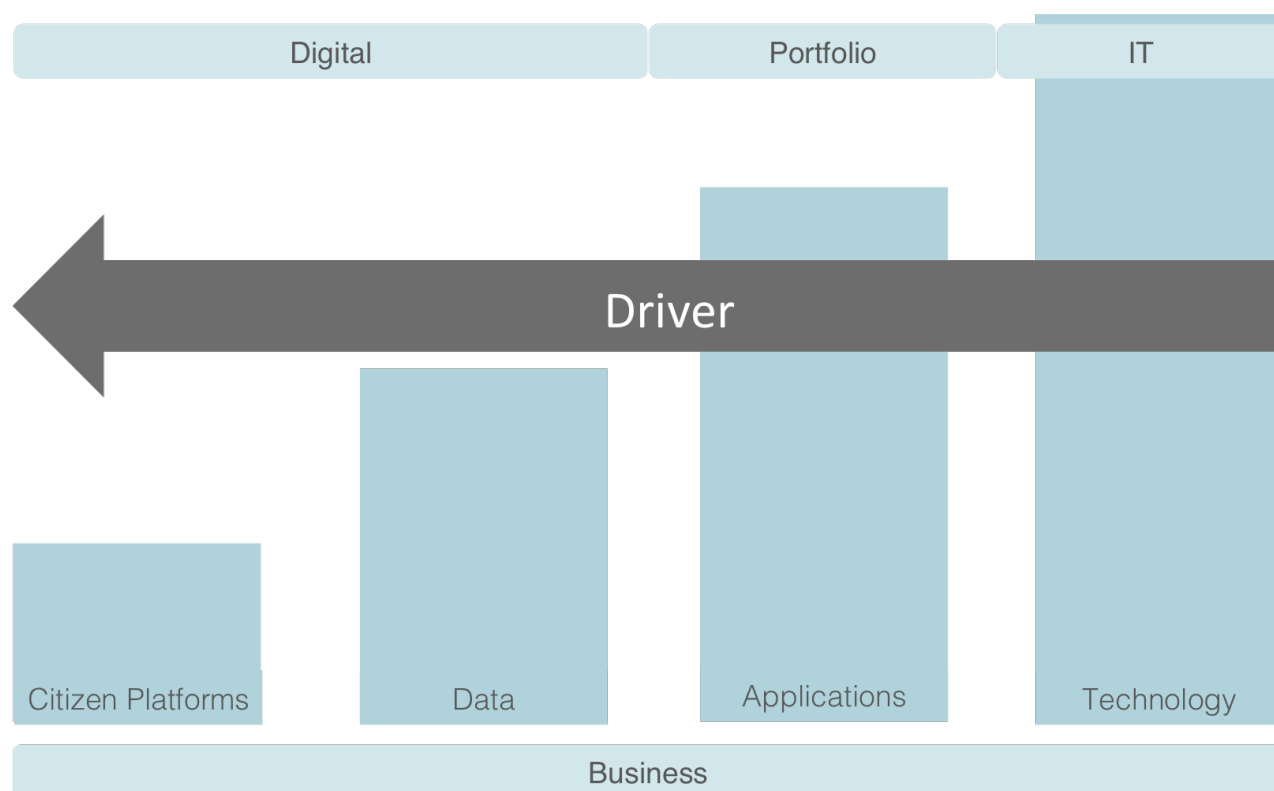 Digital
Portfolio
IT
Driver
Citizen Platforms
Data
Applications
Technology
Business